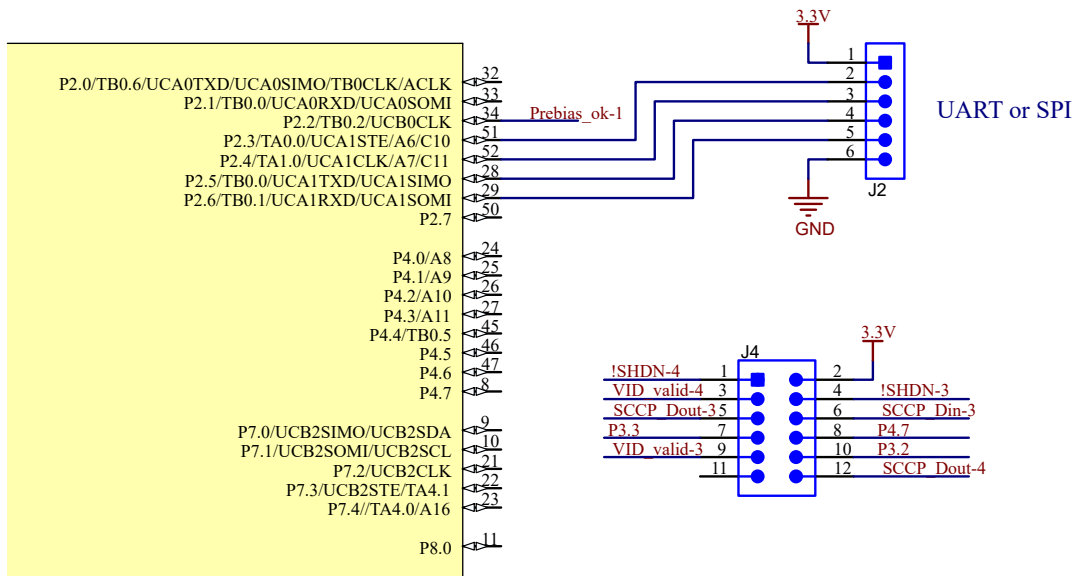 3.3V
P2.0/TB0.6/UCA0TXD/UCA0SIMO/TB0CLK/ACLK 32
P2.1/TB0.0/UCA0RXD/UCA0SOMI 33
P2.2/TB0.2/UCB0CLK 34 Prebias_ok-1
P2.3/TA0.0/UCA1STE/A6/C10 51
P2.4/TA1.0/UCA1CLK/A7/C11 52
P2.5/TB0.0/UCA1TXD/UCA1SIMO 28
P2.6/TB0.1/UCA1RXD/UCA1SOMI 29
P2.7 50
P4.0/A8 24
P4.1/A9 25
P4.2/A10 26
P4.3/A11 27
P4.4/TB0.5 45
P4.5 46
P4.6 47
P4.7 8
P7.0/UCB2SIMO/UCB2SDA 9
P7.1/UCB2SOMI/UCB2SCL 10
P7.2/UCB2CLK 21
P7.3/UCB2STE/TA4.1 22
P7.4//TA4.0/A16 23
P8.0 11
1
2
3
4
5
6
UART or SPI
J2
GND
3.3V
J4
!SHDN-4 1 2
VID_valid-4 3 4 !SHDN-3
SCCP_Dout-3 5 6 SCCP_Din-3
P3.3 7 8 P4.7
VID_valid-3 9 10 P3.2
11 12 SCCP_Dout-4